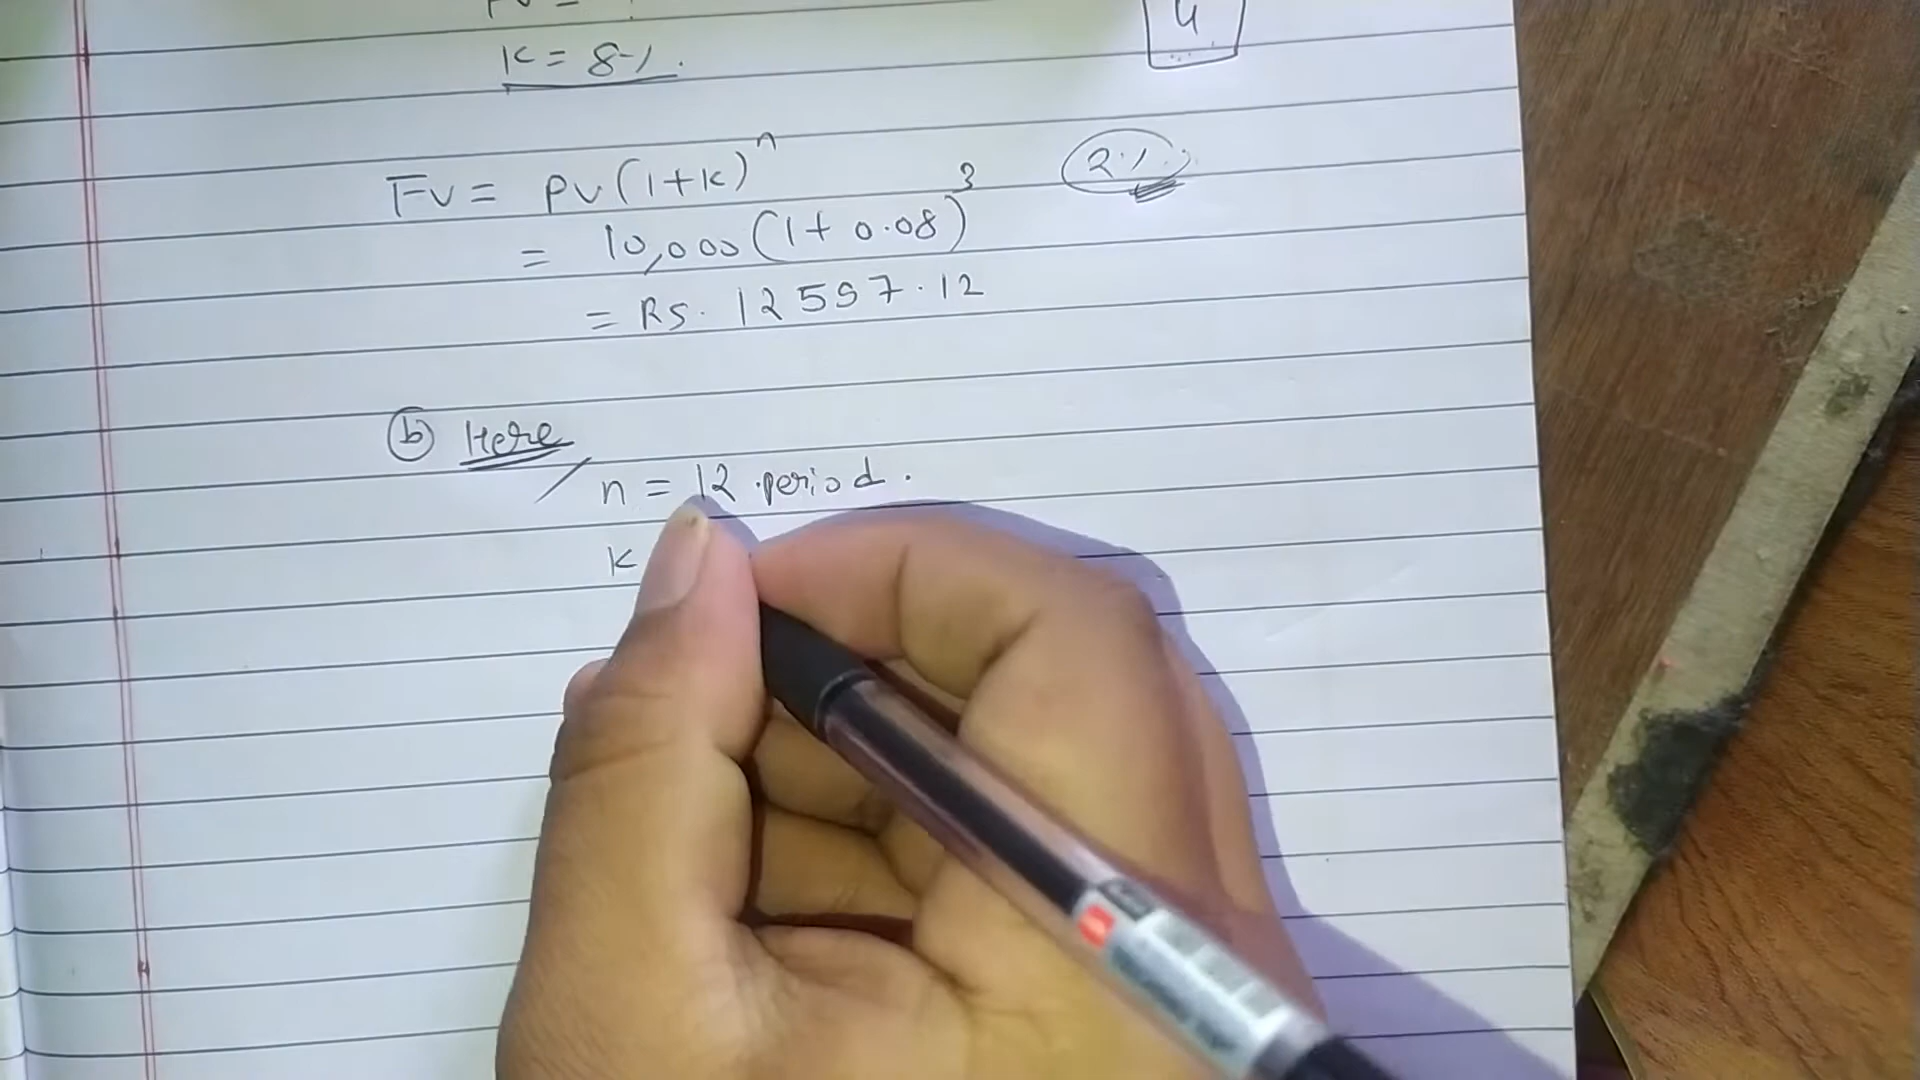 K = 8%.
4
FV = PV(1+K)^n
2%
= 10,000(1+0.08)^3
= RS. 12597.12
(b) Here
n = 12 period.
K